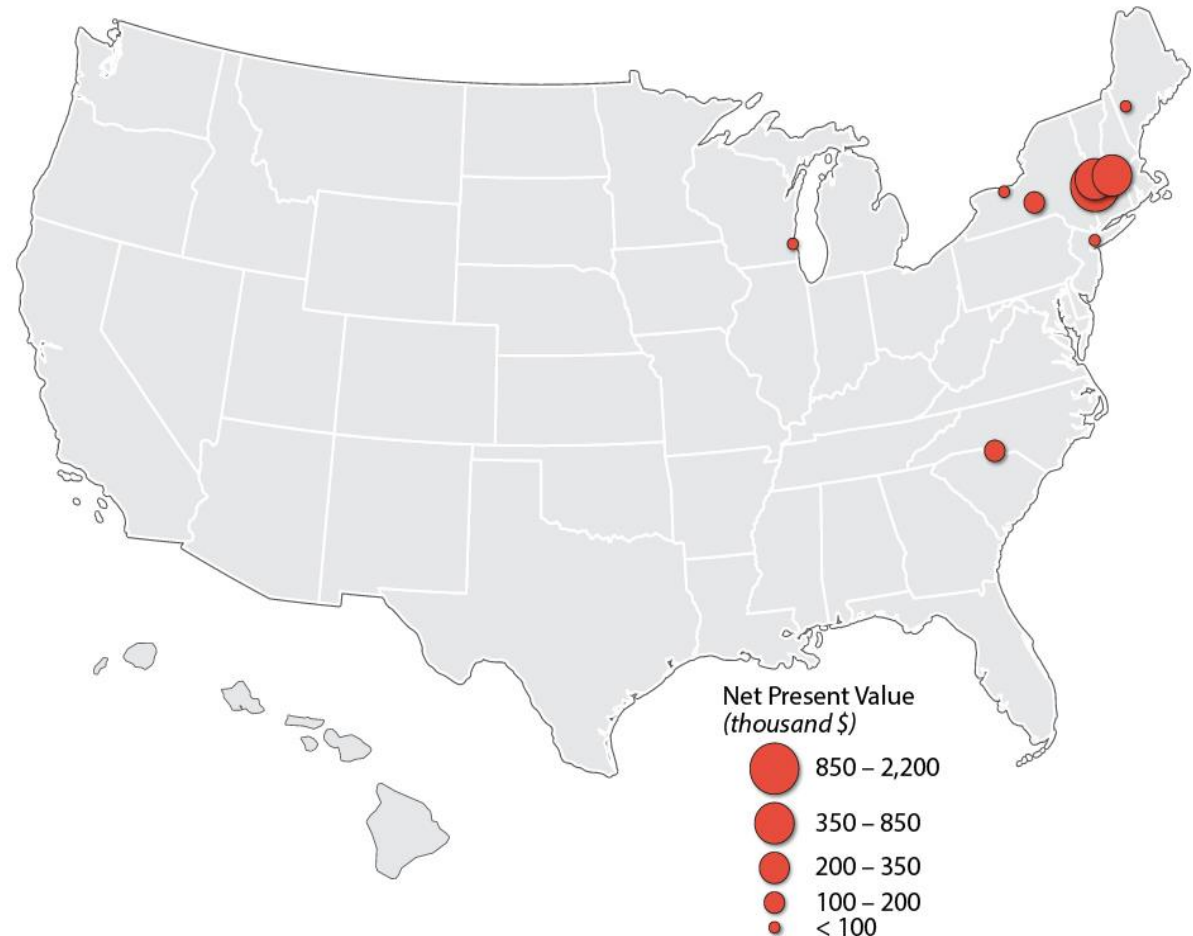 Net Present Value
(thousand $)
850 – 2,200
350 – 850
200 – 350
100 – 200
< 100